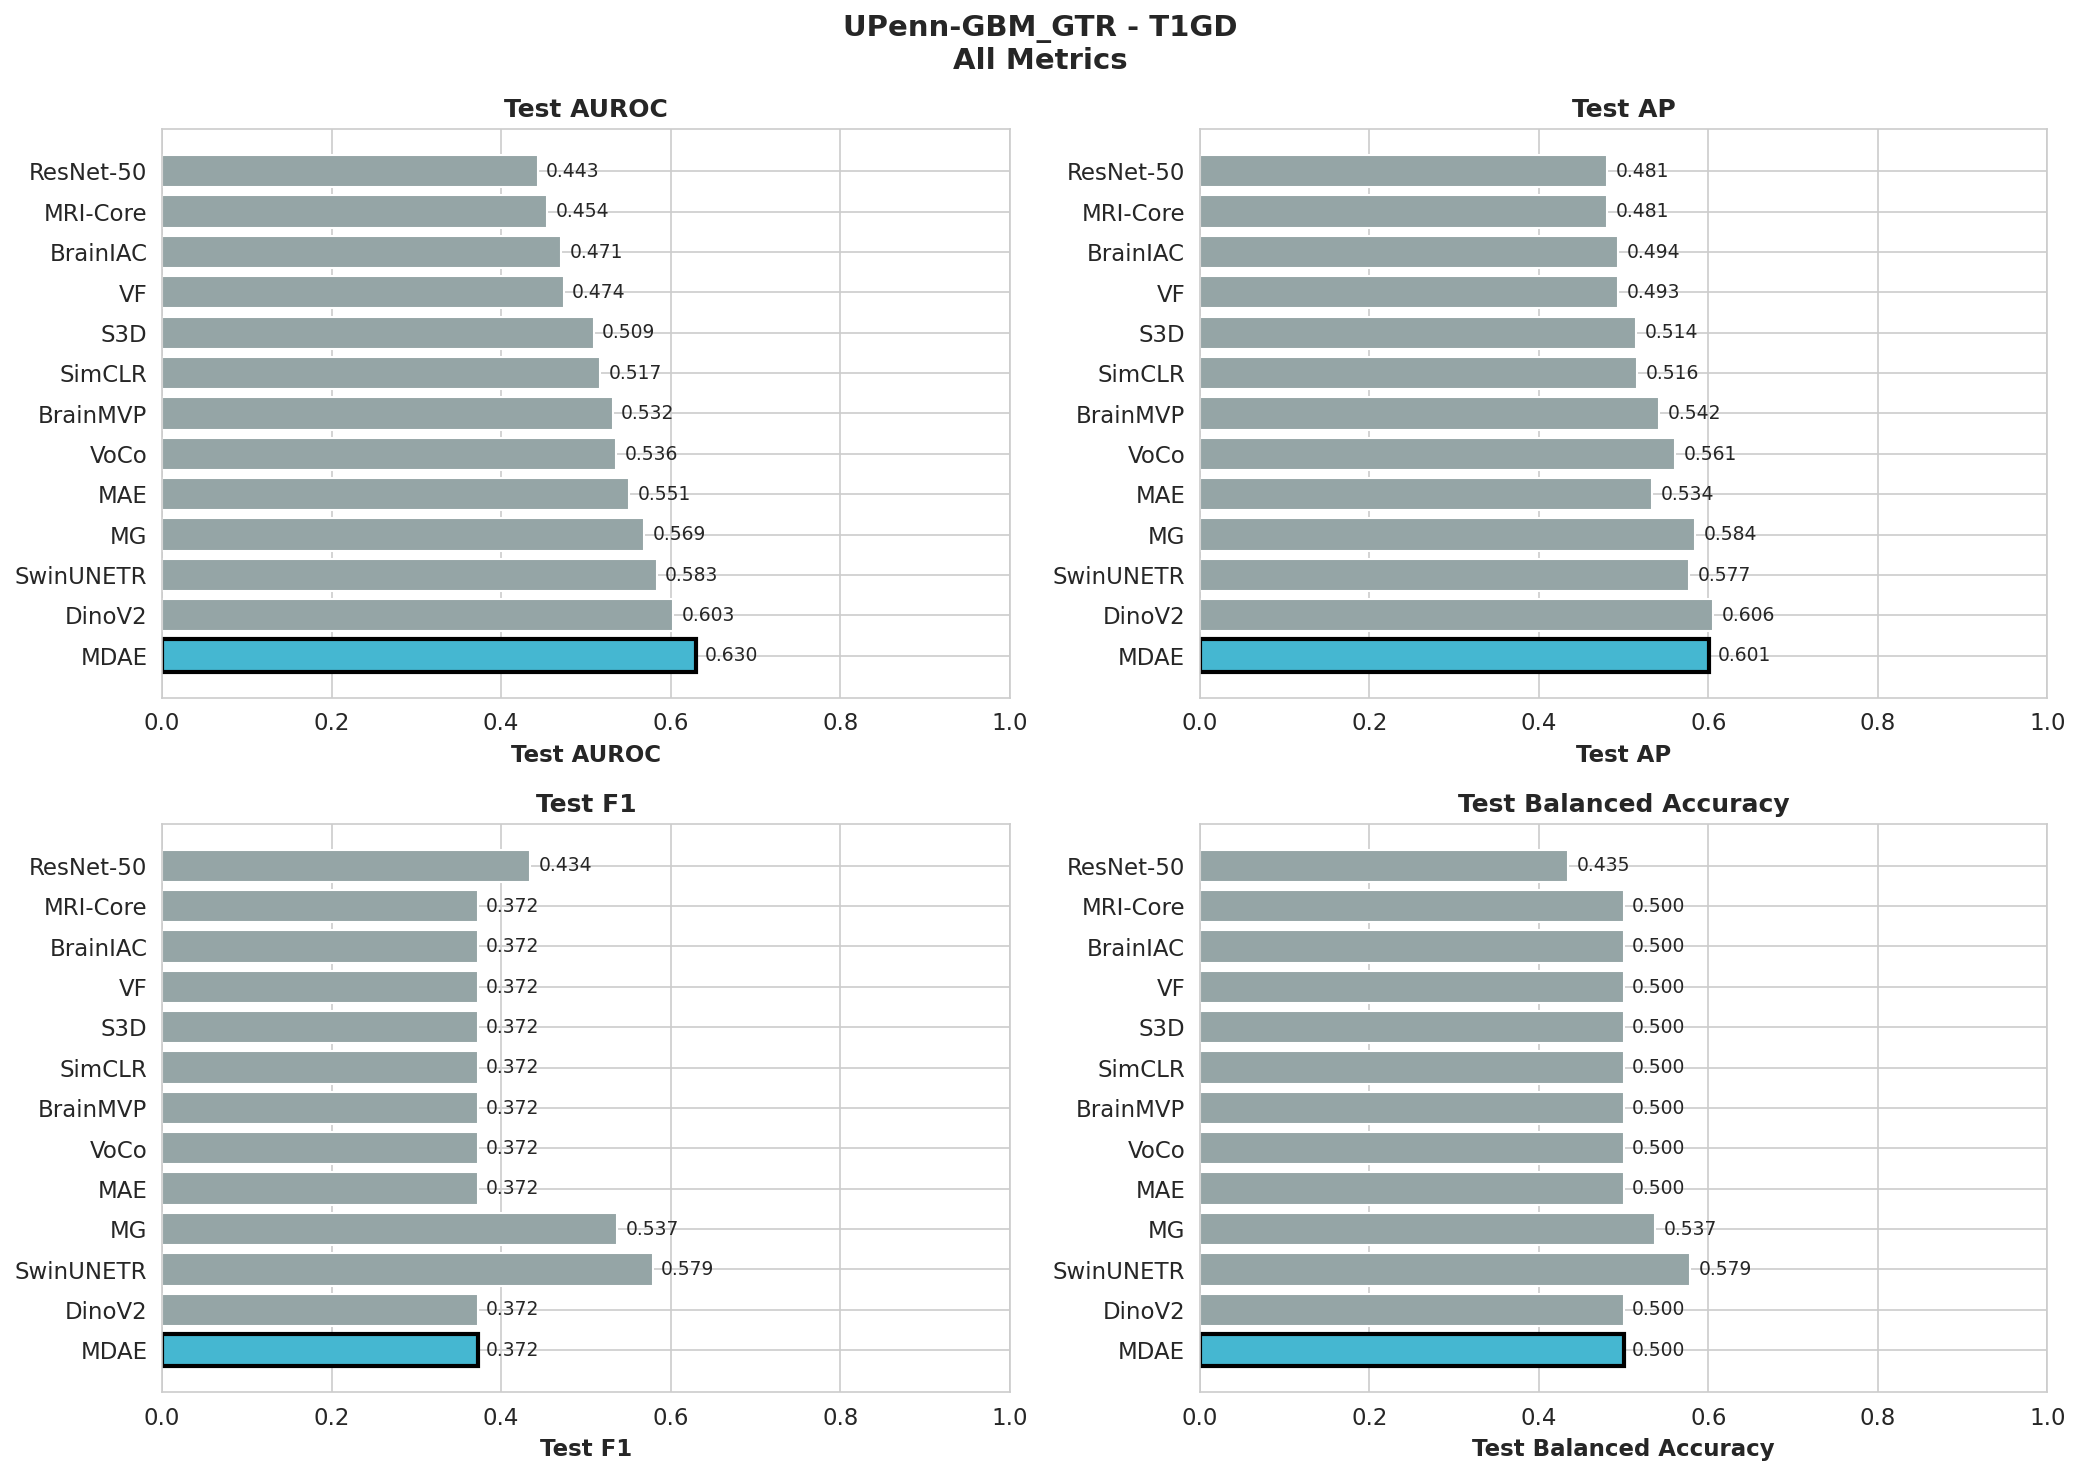 UPenn-GBM_GTR - T1GD
All Metrics
Test AUROC
ResNet-50 0.443
MRI-Core 0.454
BrainIAC 0.471
VF 0.474
S3D 0.509
SimCLR 0.517
BrainMVP 0.532
VoCo 0.536
MAE 0.551
MG 0.569
SwinUNETR 0.583
DinoV2 0.603
MDAE 0.630
0.0 0.2 0.4 0.6 0.8 1.0
Test AUROC
Test AP
ResNet-50 0.481
MRI-Core 0.481
BrainIAC 0.494
VF 0.493
S3D 0.514
SimCLR 0.516
BrainMVP 0.542
VoCo 0.561
MAE 0.534
MG 0.584
SwinUNETR 0.577
DinoV2 0.606
MDAE 0.601
0.0 0.2 0.4 0.6 0.8 1.0
Test AP
Test F1
ResNet-50 0.434
MRI-Core 0.372
BrainIAC 0.372
VF 0.372
S3D 0.372
SimCLR 0.372
BrainMVP 0.372
VoCo 0.372
MAE 0.372
MG 0.537
SwinUNETR 0.579
DinoV2 0.372
MDAE 0.372
0.0 0.2 0.4 0.6 0.8 1.0
Test F1
Test Balanced Accuracy
ResNet-50 0.435
MRI-Core 0.500
BrainIAC 0.500
VF 0.500
S3D 0.500
SimCLR 0.500
BrainMVP 0.500
VoCo 0.500
MAE 0.500
MG 0.537
SwinUNETR 0.579
DinoV2 0.500
MDAE 0.500
0.0 0.2 0.4 0.6 0.8 1.0
Test Balanced Accuracy